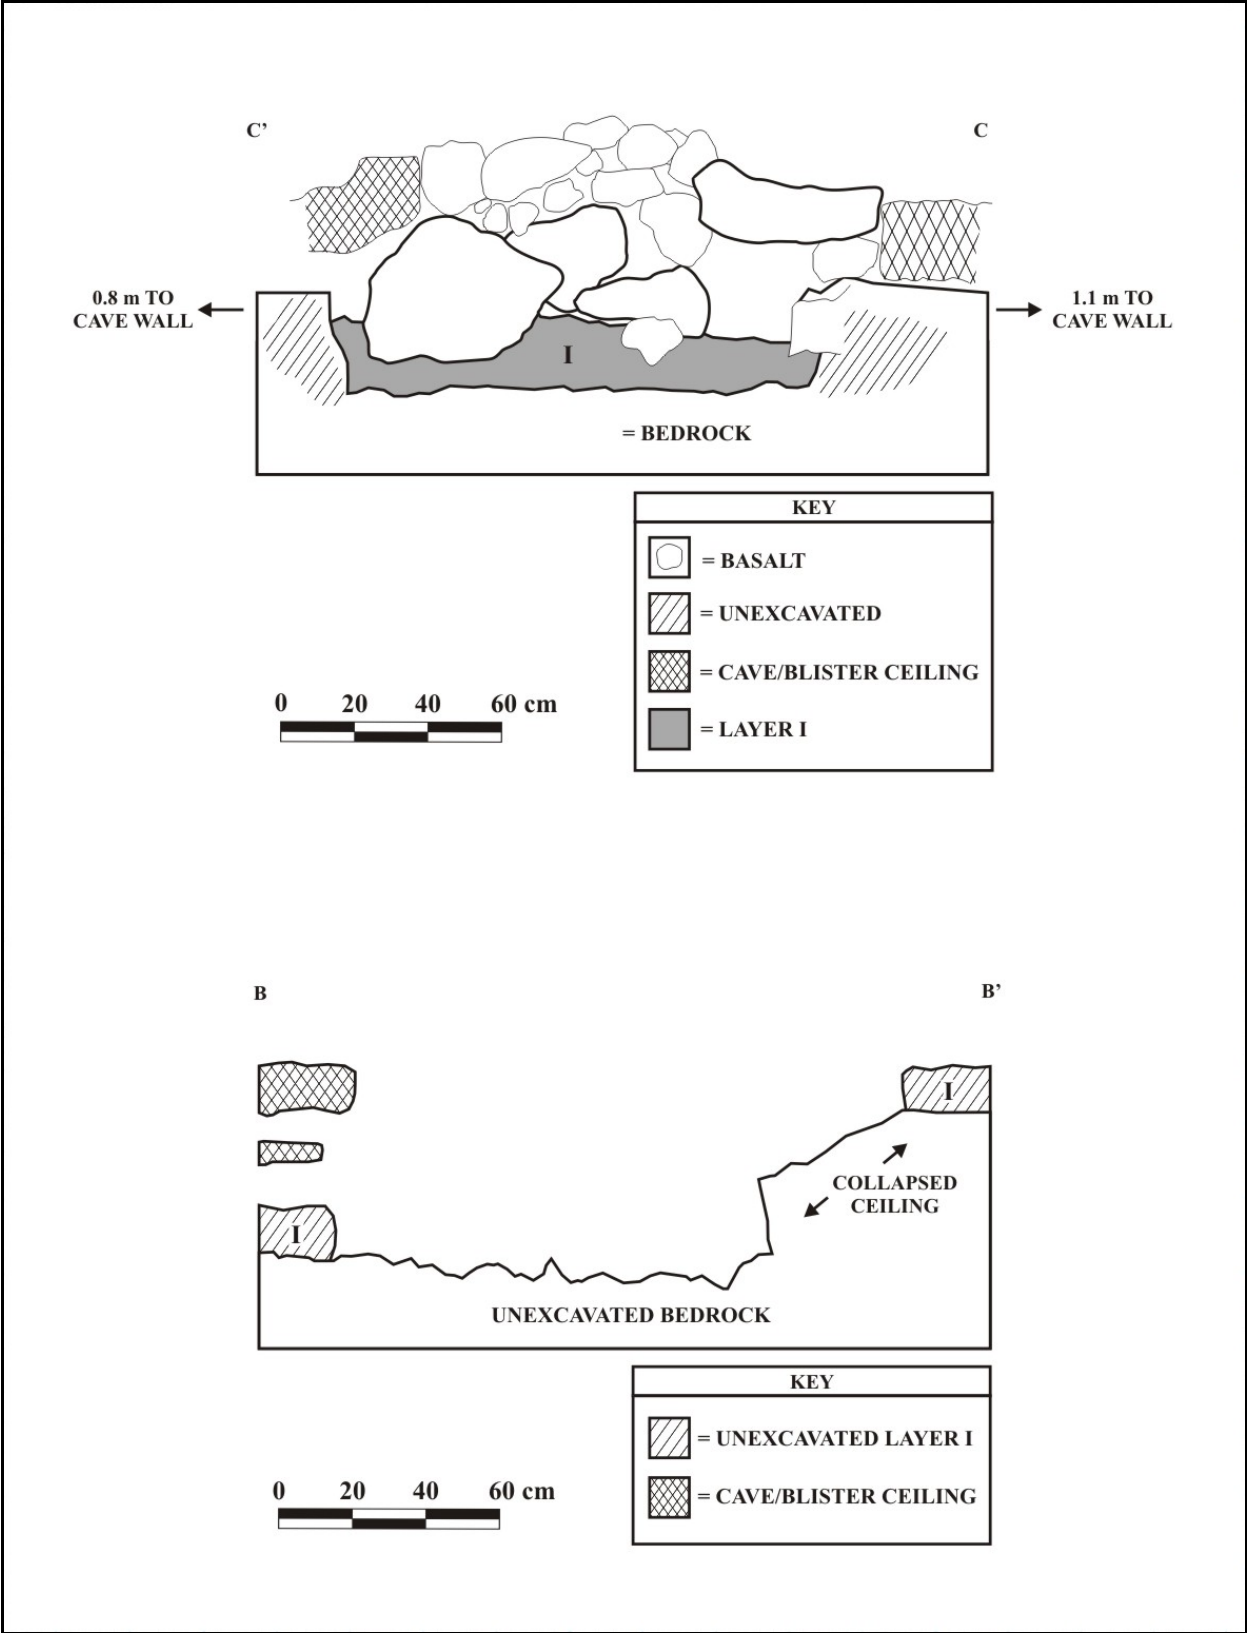 C’
C
0.8 m TO
CAVE WALL
1.1 m TO
CAVE WALL
I
= BEDROCK
KEY
= BASALT
= UNEXCAVATED
= CAVE/BLISTER CEILING
= LAYER I
0 20 40 60 cm
B
B’
I
COLLAPSED
CEILING
I
UNEXCAVATED BEDROCK
KEY
= UNEXCAVATED LAYER I
= CAVE/BLISTER CEILING
0 20 40 60 cm